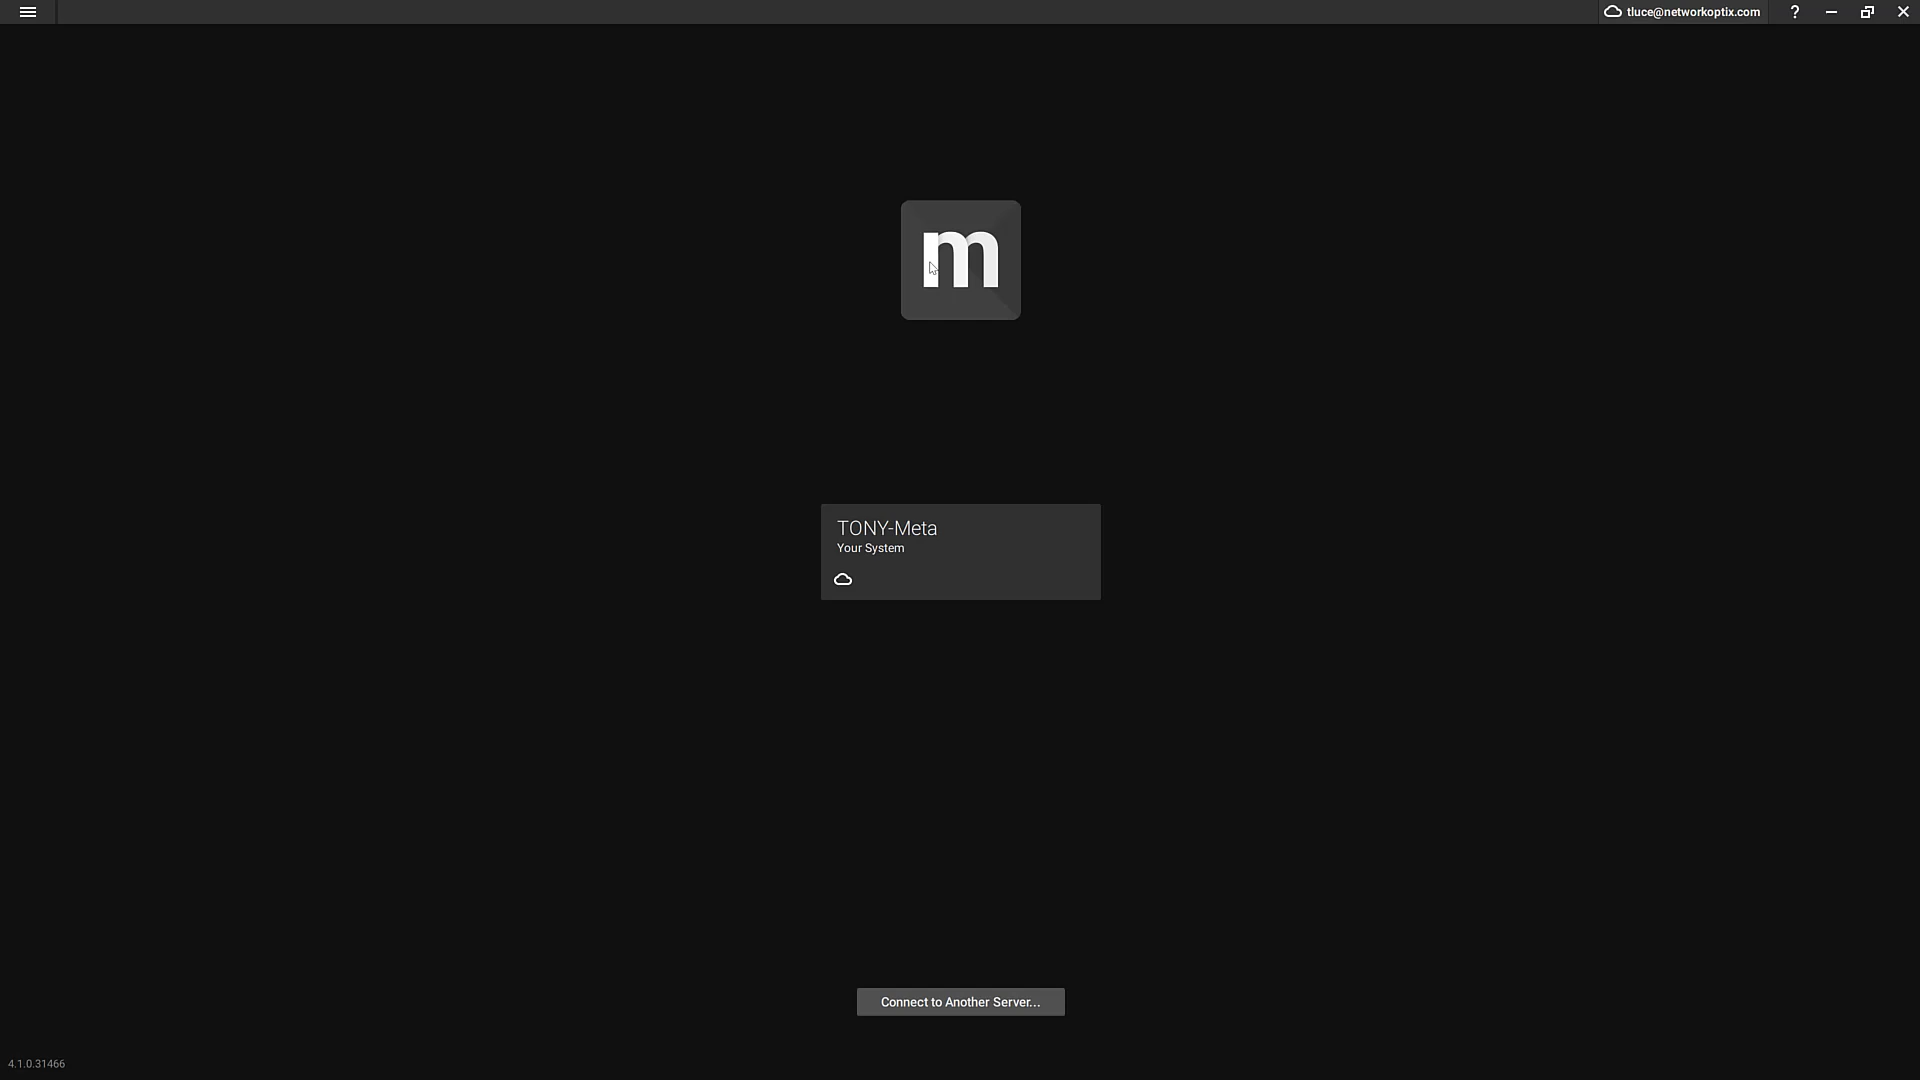 tluce@networkoptix.com ?
m
TONY-Meta
Your System
Connect to Another Server...
4.1.0.31466